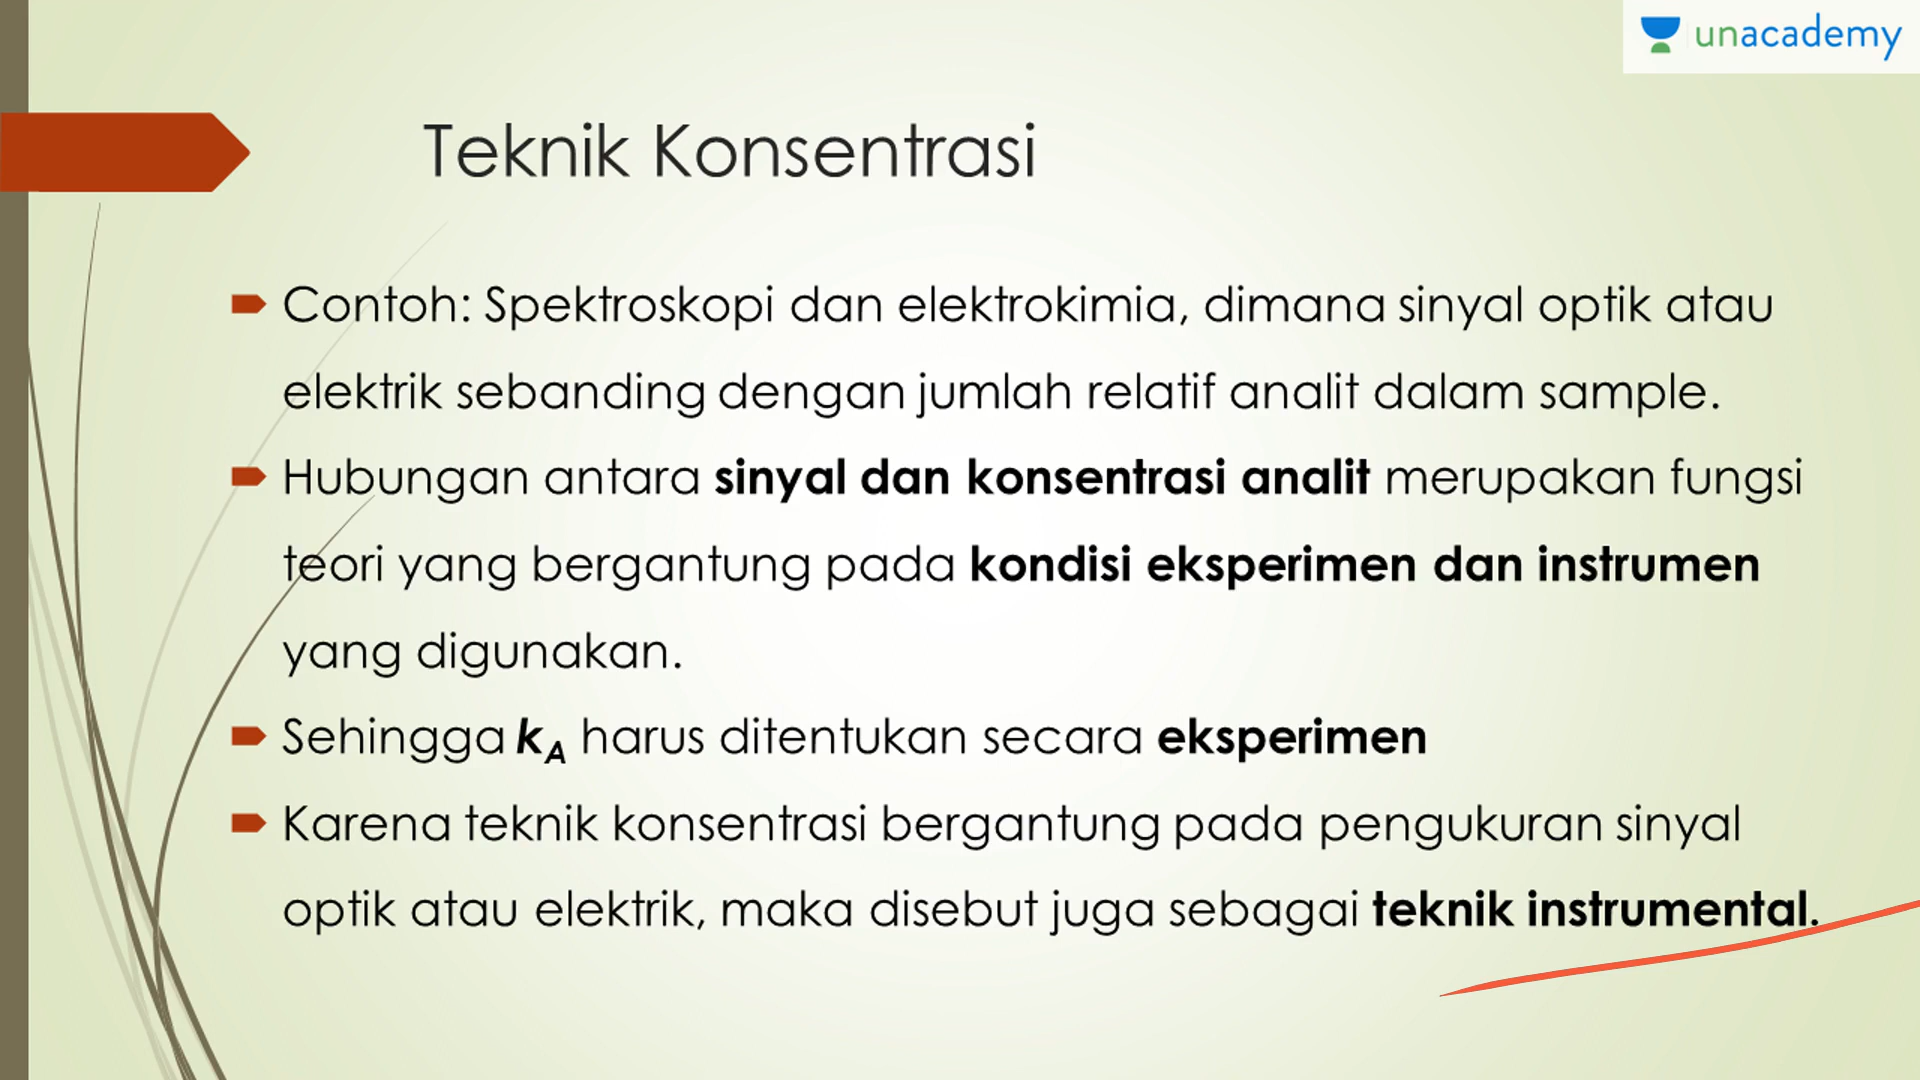 unacademy
Teknik Konsentrasi
Contoh: Spektroskopi dan elektrokimia, dimana sinyal optik atau
elektrik sebanding dengan jumlah relatif analit dalam sample.
Hubungan antara sinyal dan konsentrasi analit merupakan fungsi
teori yang bergantung pada kondisi eksperimen dan instrumen
yang digunakan.
Sehingga kA harus ditentukan secara eksperimen
Karena teknik konsentrasi bergantung pada pengukuran sinyal
optik atau elektrik, maka disebut juga sebagai teknik instrumental.